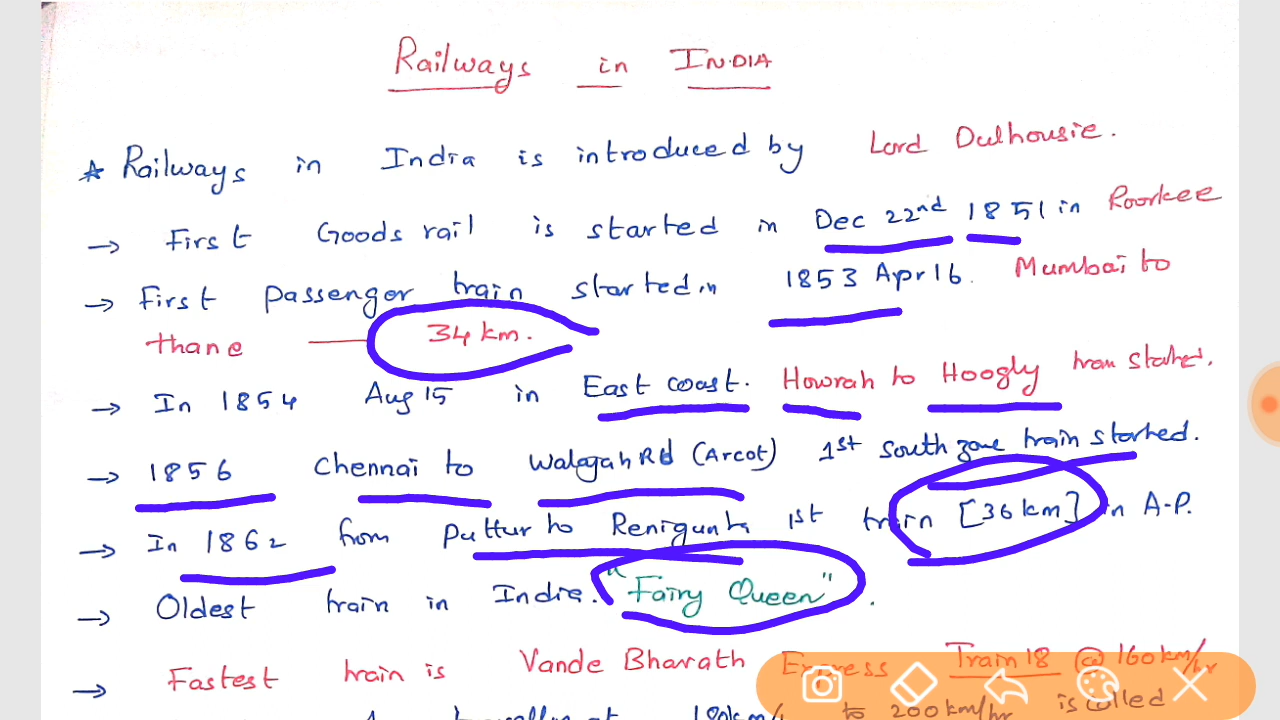 Railways in INDIA
* Railways in India is introduced by Lord Dulhousie.
→ First Goods rail is started in Dec 22nd 1851 in Roorkee
→ First passenger train started in 1853 Apr 16. Mumbai to
thane — 34 km.
→ In 1854 Aug 15 in East coast. Howrah to Hoogly tran started.
→ 1856 Chennai to Walajah Rd (Arcot) 1st south zone train started.
→ In 1862 from Puttur to Renigunta 1st train [36 km] in A.P.
→ Oldest train in India. "Fairy Queen".
→ Fastest train is Vande Bharath Express Train 18 @ 160 km/hr
to 200 km/hr is called